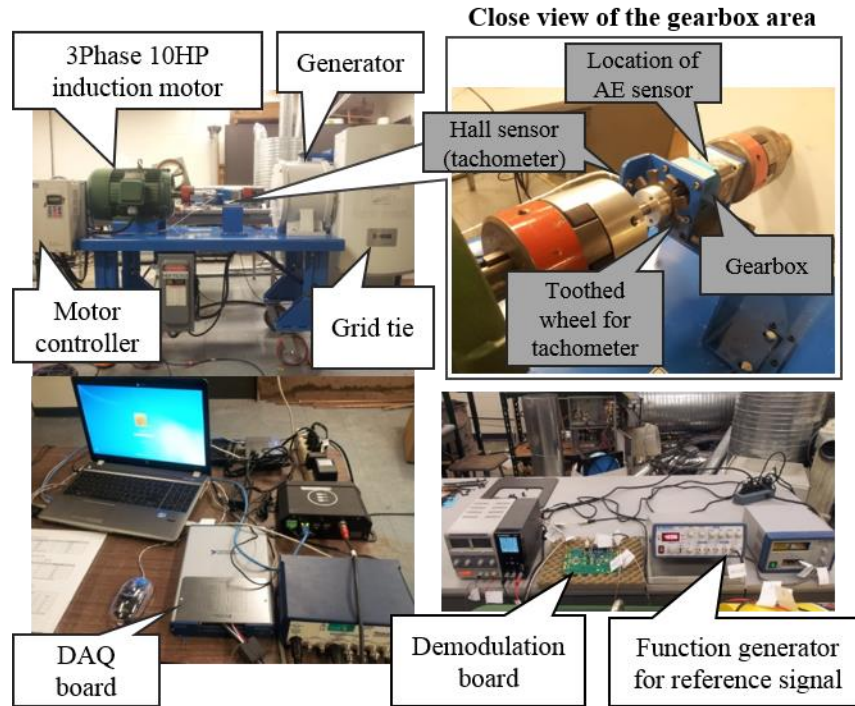 Close view of the gearbox area
3Phase 10HP
induction motor
Generator
Location of
AE sensor
Hall sensor
(tachometer)
Gearbox
Toothed
wheel for
tachometer
Motor
controller
Grid tie
DAQ
board
Demodulation
board
Function generator
for reference signal